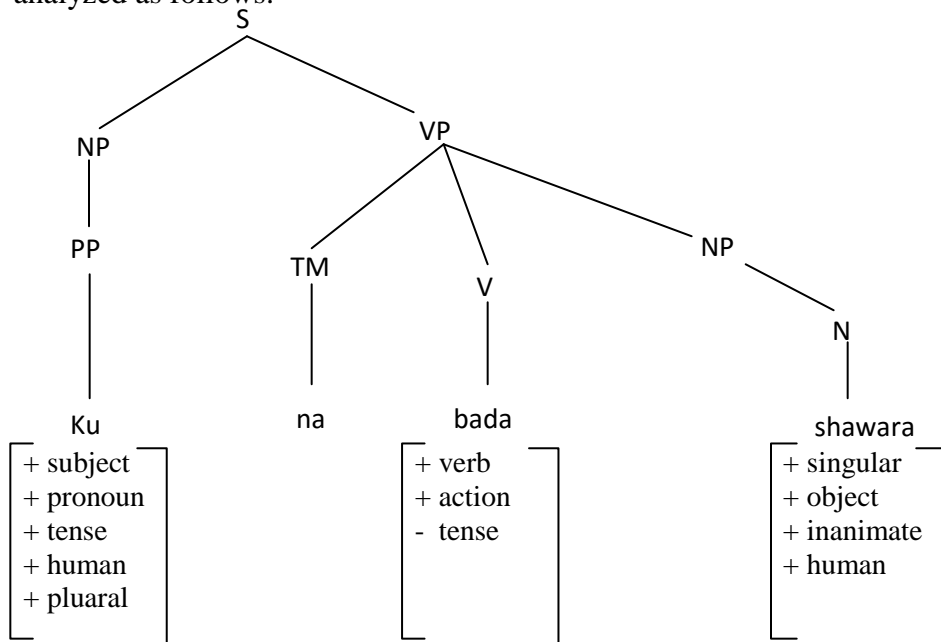 analyzed as follows:
S
NP VP
PP TM V NP
N
Ku na bada shawara
+ subject + verb + singular
+ pronoun + action + object
+ tense - tense + inanimate
+ human + human
+ pluaral